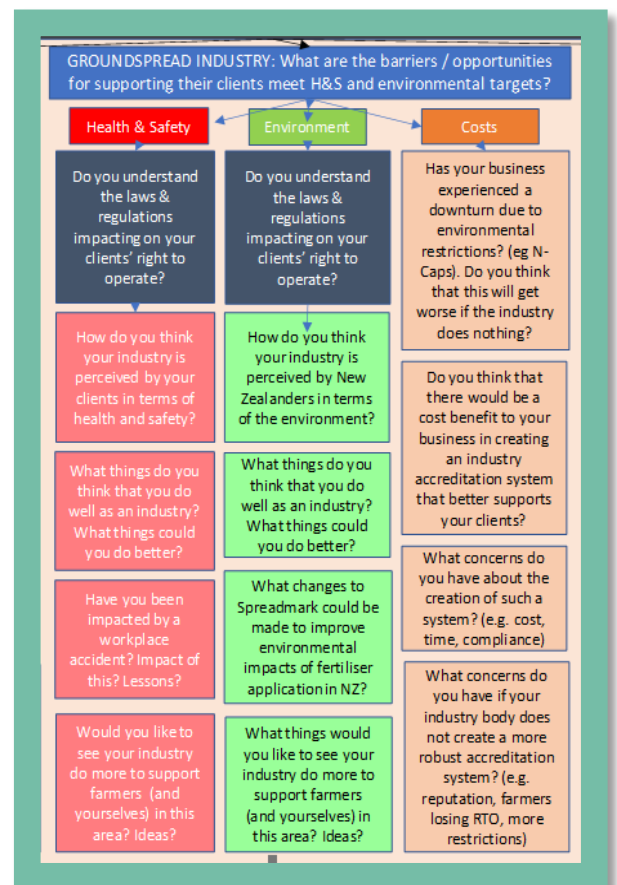 GROUNDSPREAD INDUSTRY: What are the barriers / opportunities
for supporting their clients meet H&S and environmental targets?
Health & Safety
Do you understand
the laws &
regulations
impacting on your
clients' right to
operate?
How do you think
your industry is
perceived by your
clients in terms of
health and safety?
What things do you
think that you do
well as an industry?
What things could
you do better?
Have you been
impacted by a
workplace
accident? Impact of
this? Lessons?
Would you like to
see your industry
do more to support
farmers (and
yourselves) in this
area? Ideas?
Environment
Do you understand
the laws &
regulations
impacting on your
clients' right to
operate?
How do you think
your industry is
perceived by New
Zealanders in terms
of the environment?
What things do you
think that you do
well as an industry?
What things could
you do better?
What changes to
Spreadmark could be
made to improve
environmental
impacts of fertiliser
application in NZ?
What things would
you like to see your
industry do more to
support farmers
(and yourselves) in
this area? Ideas?
Costs
Has your business
experienced a
downturn due to
environmental
restrictions? (eg N-
Caps). Do you think
that this will get
worse if the industry
does nothing?
Do you think that
there would be a
cost benefit to your
business in creating
an industry
accreditation system
that better supports
your clients?
What concerns do
you have about the
creation of such a
system? (e.g. cost,
time, compliance)
What concerns do
you have if your
industry body does
not create a more
robust accreditation
system? (e.g.
reputation, farmers
losing RTO, more
restrictions)